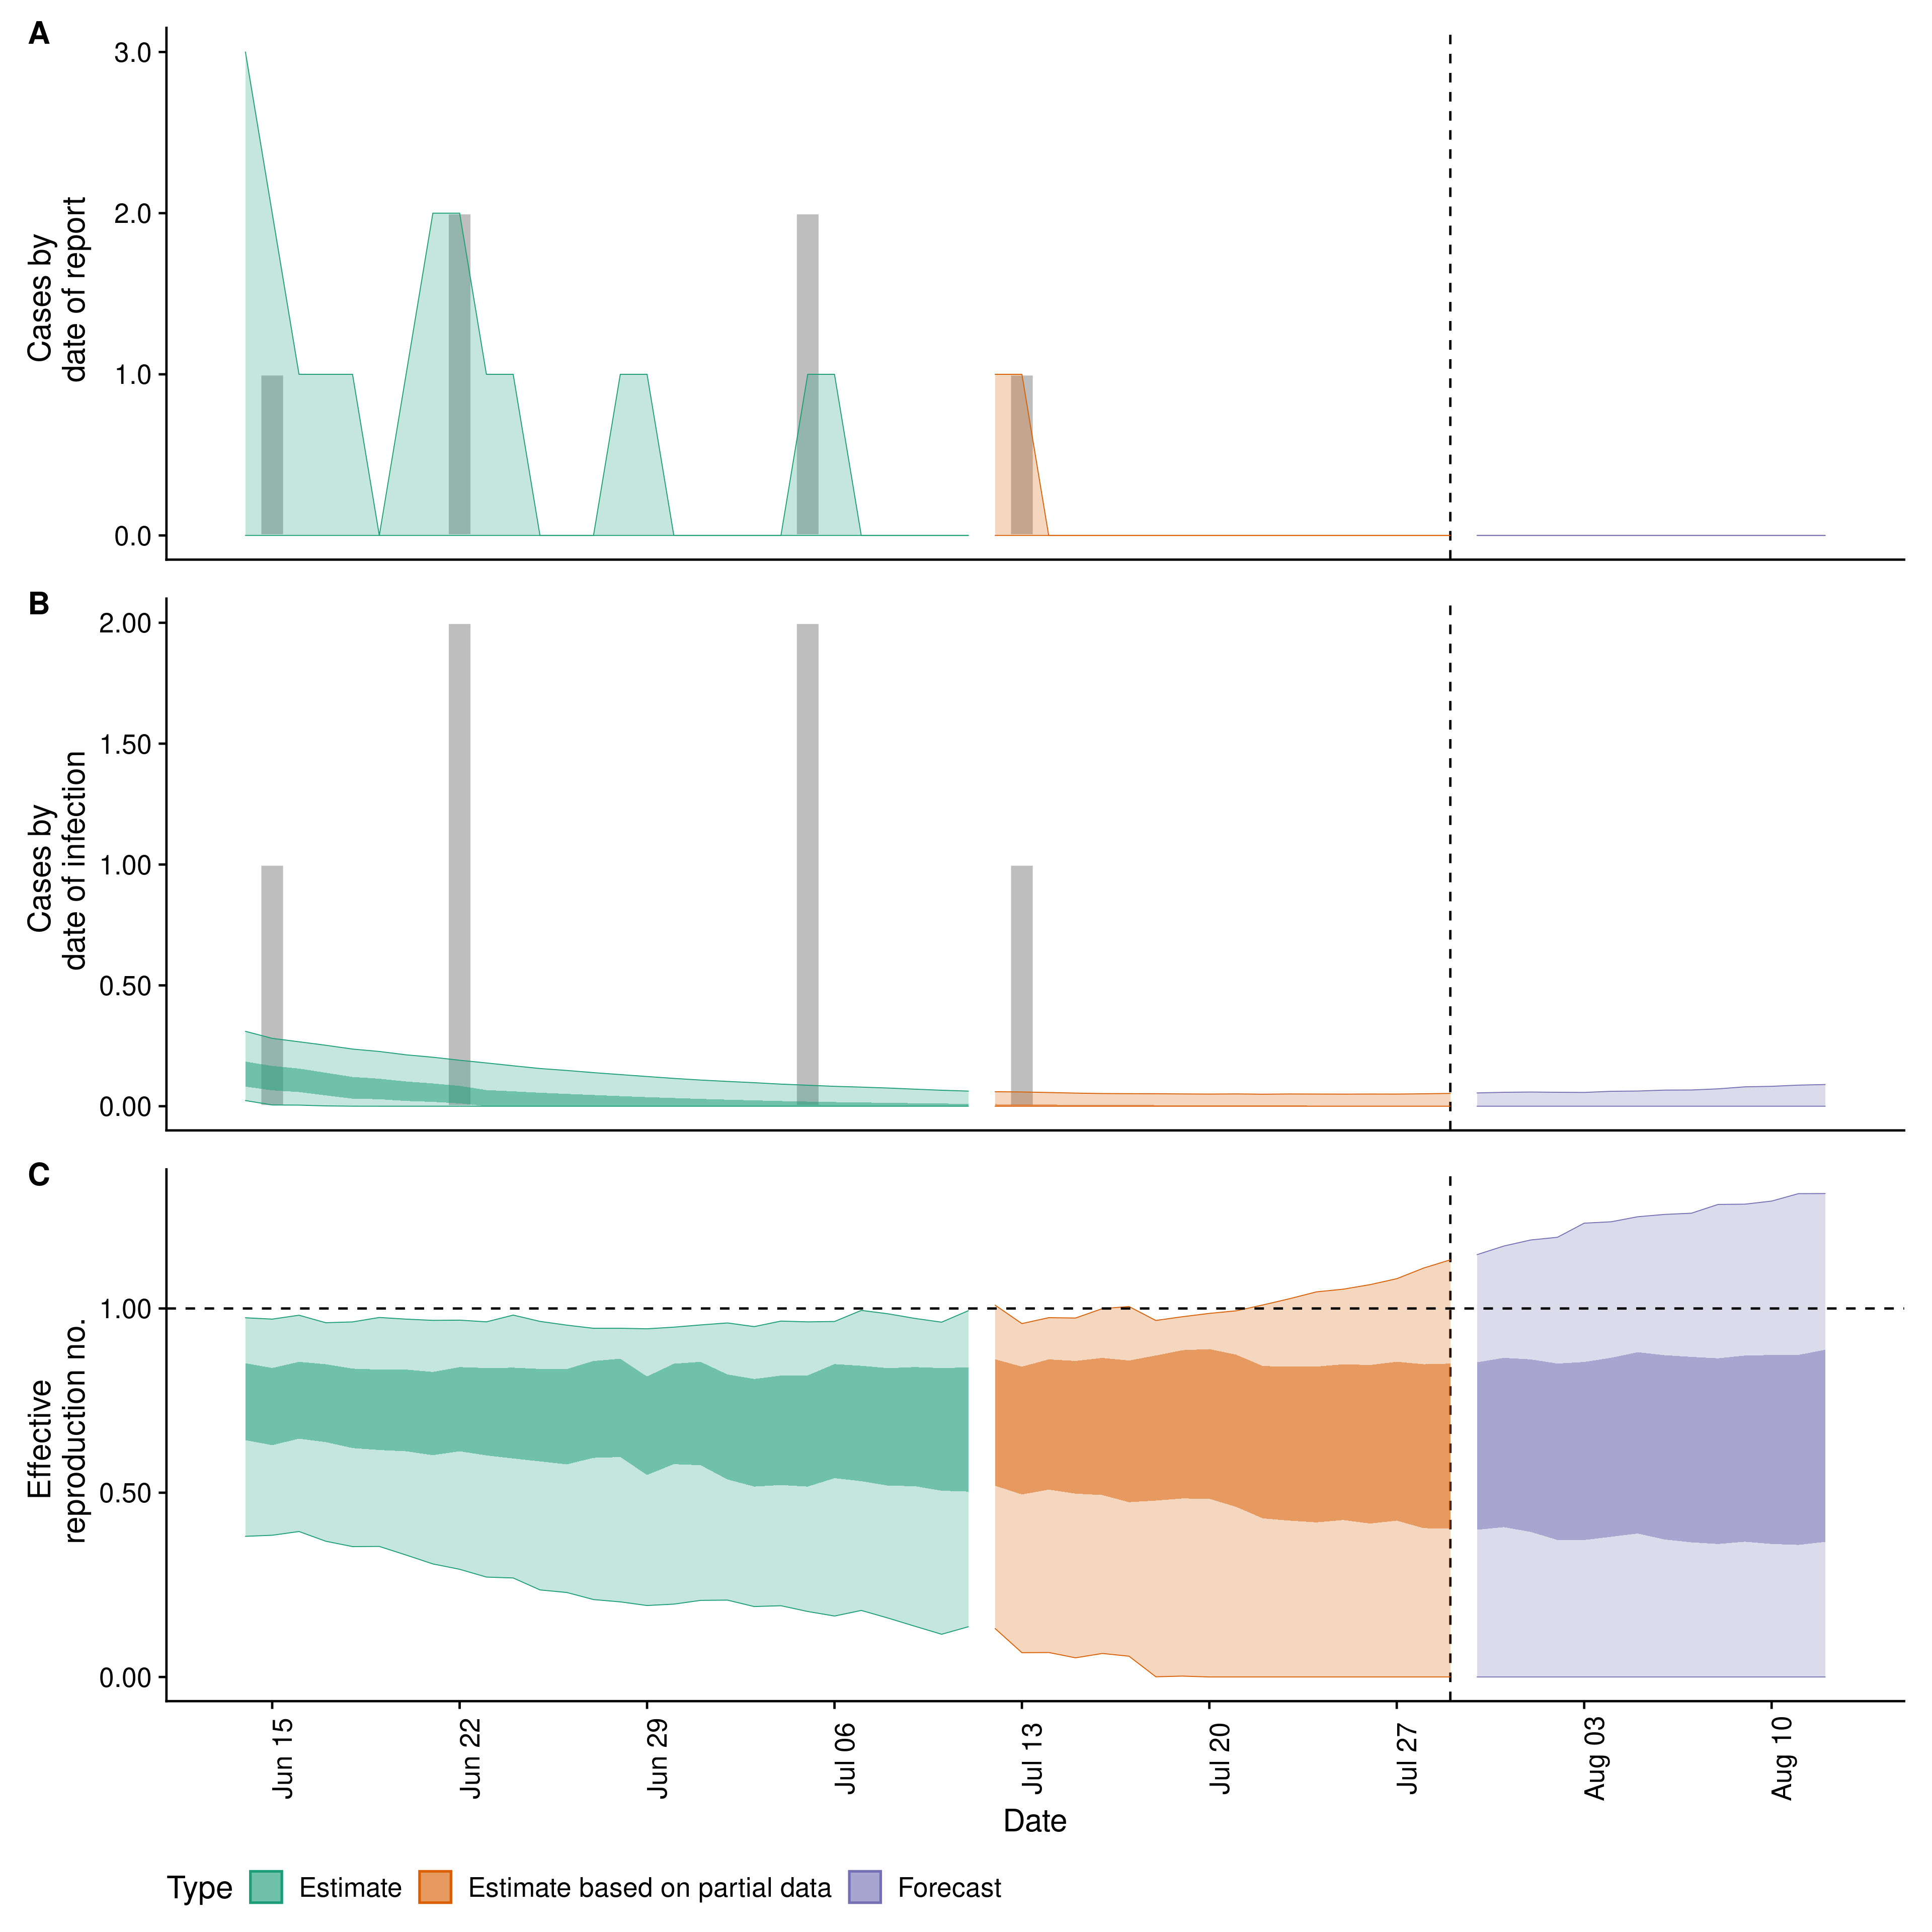 A
Cases by
date of report
3.0
2.0
1.0
0.0
B
Cases by
date of infection
2.00
1.50
1.00
0.50
0.00
C
Effective
reproduction no.
1.00
0.50
0.00
Jun 15
Jun 22
Jun 29
Jul 06
Jul 13
Jul 20
Jul 27
Aug 03
Aug 10
Date
Type Estimate Estimate based on partial data Forecast